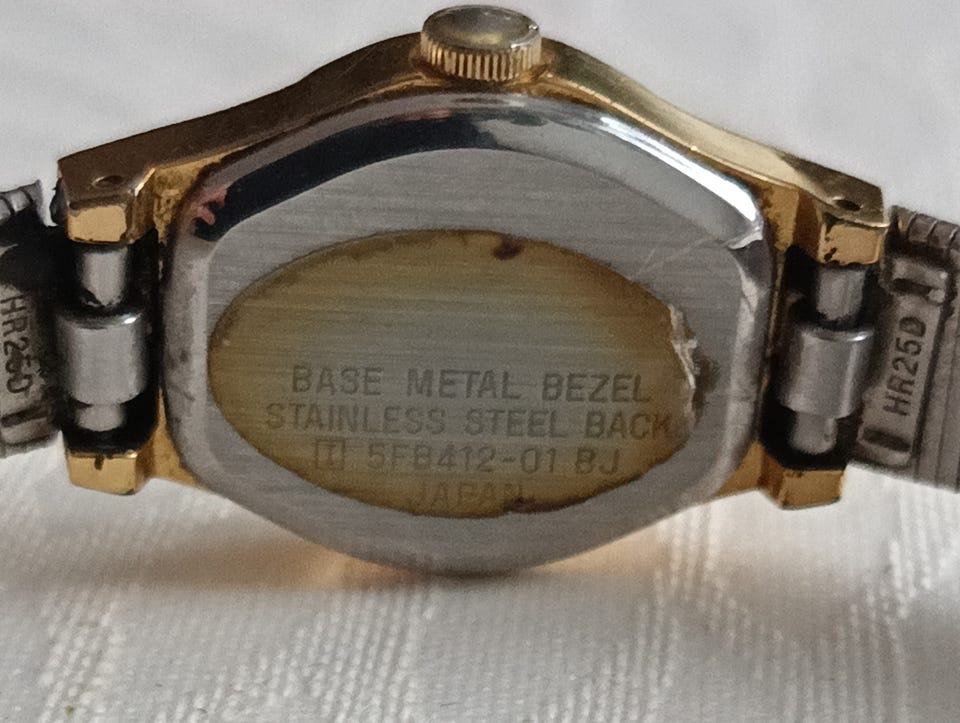 BASE METAL BEZEL
STAINLESS STEEL BACK
I 5FB412-01 BJ
JAPAN
HR25D
HR25D